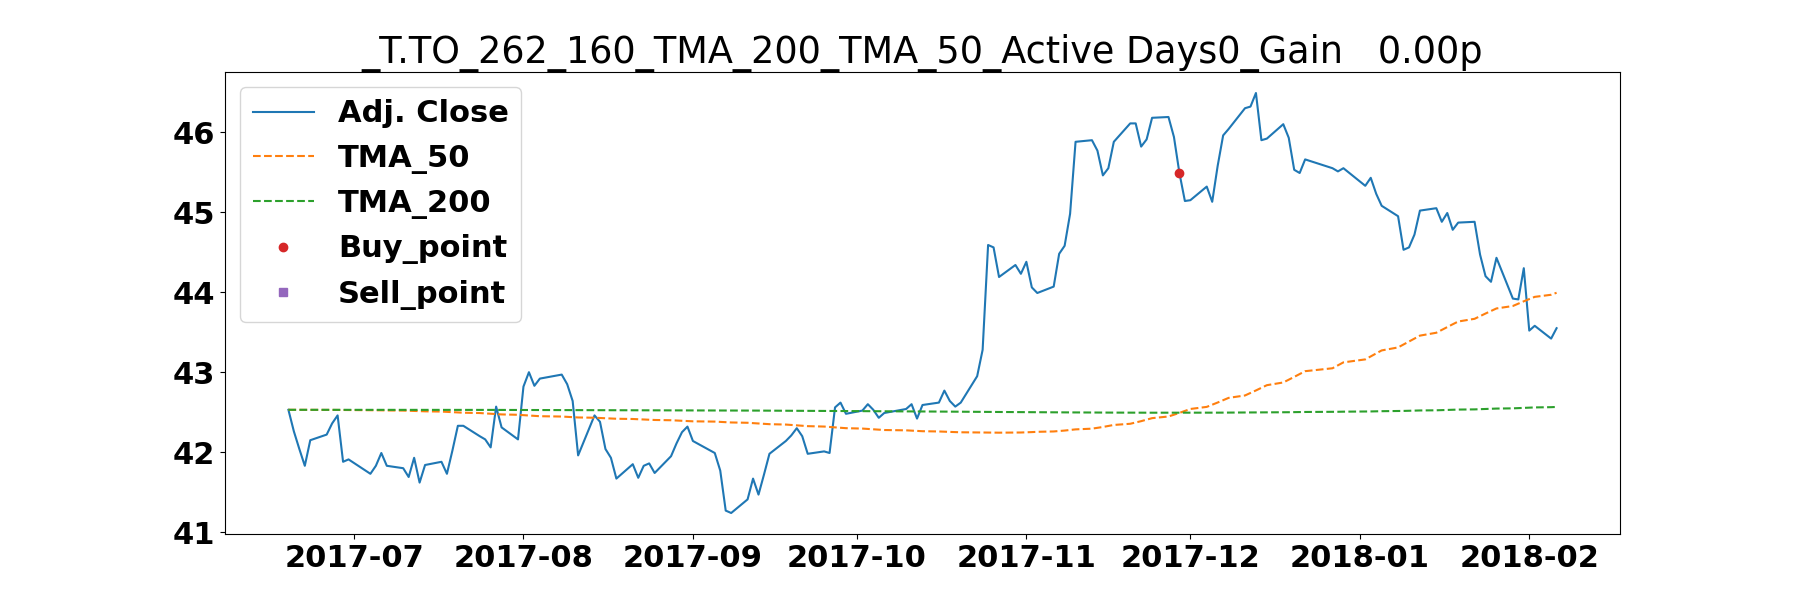 _T.TO_262_160_TMA_200_TMA_50_Active Days0_Gain   0.00p
Adj. Close
TMA_50
TMA_200
Buy_point
Sell_point
46
45
44
43
42
41
2017-07 2017-08 2017-09 2017-10 2017-11 2017-12 2018-01 2018-02